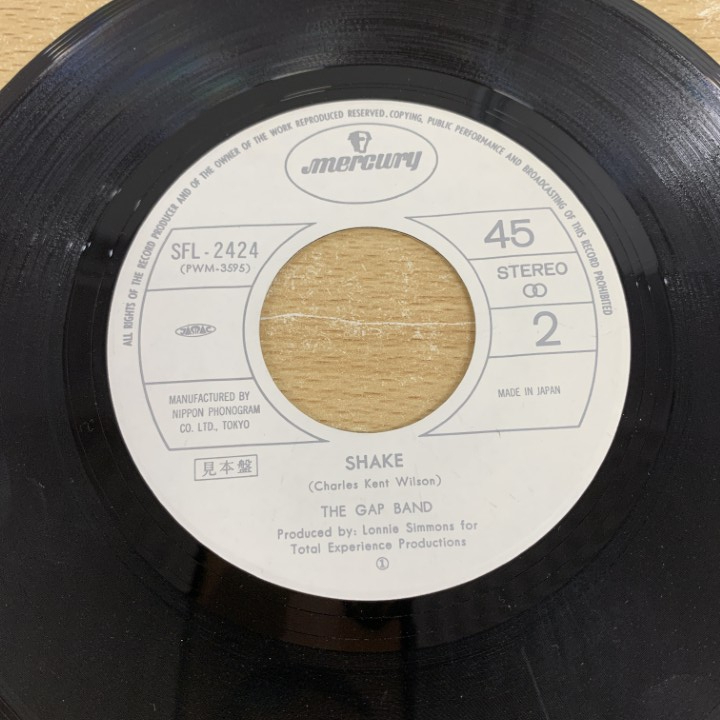 ALL RIGHTS OF THE RECORD PRODUCER AND OF THE OWNER OF THE WORK REPRODUCED RESERVED. COPYING, PUBLIC PERFORMANCE AND BROADCASTING OF THIS RECORD PROHIBITED
mercury
SFL-2424
(PWM-3595)
45
STEREO
2
JASRAC
MANUFACTURED BY
NIPPON PHONOGRAM
CO. LTD., TOKYO
MADE IN JAPAN
見本盤
SHAKE
(Charles Kent Wilson)
THE GAP BAND
Produced by: Lonnie Simmons for
Total Experience Productions
①